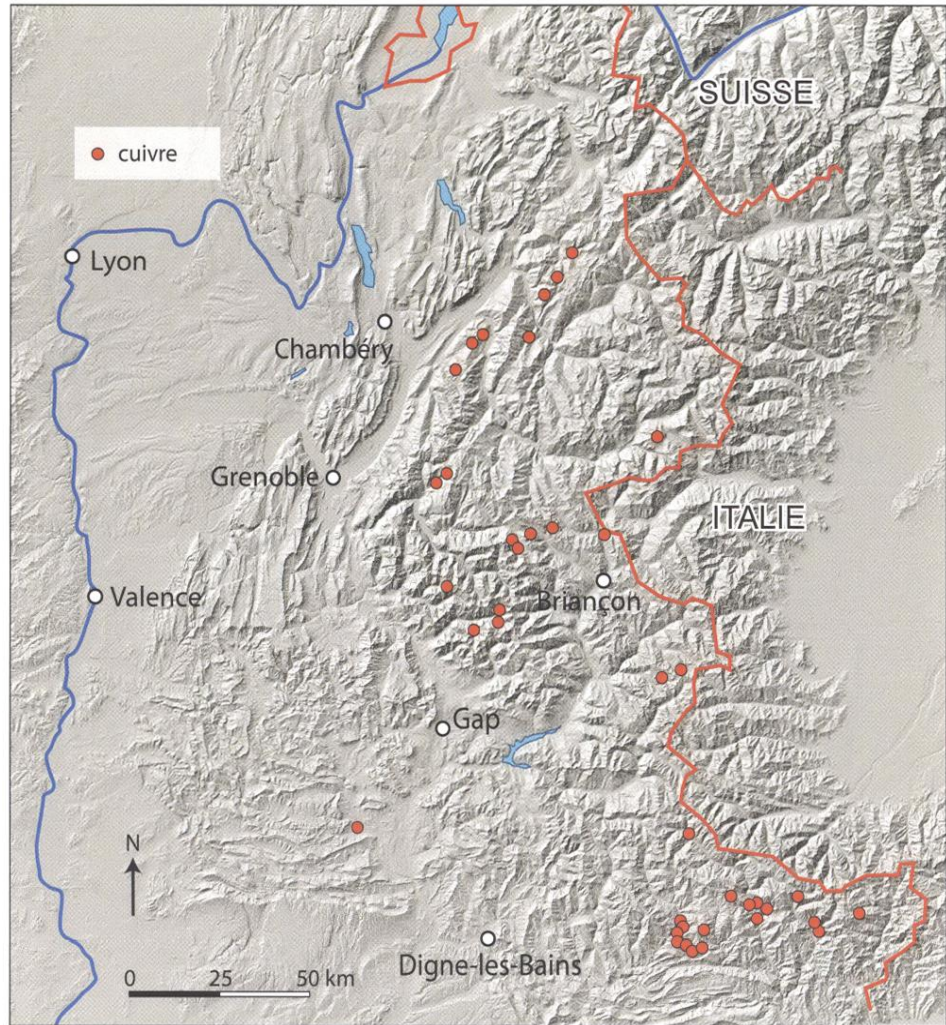 SUISSE
cuivre
Lyon
Chambéry
Grenoble
ITALIE
Valence
Briançon
Gap
N
Digne-les-Bains
0 25 50 km